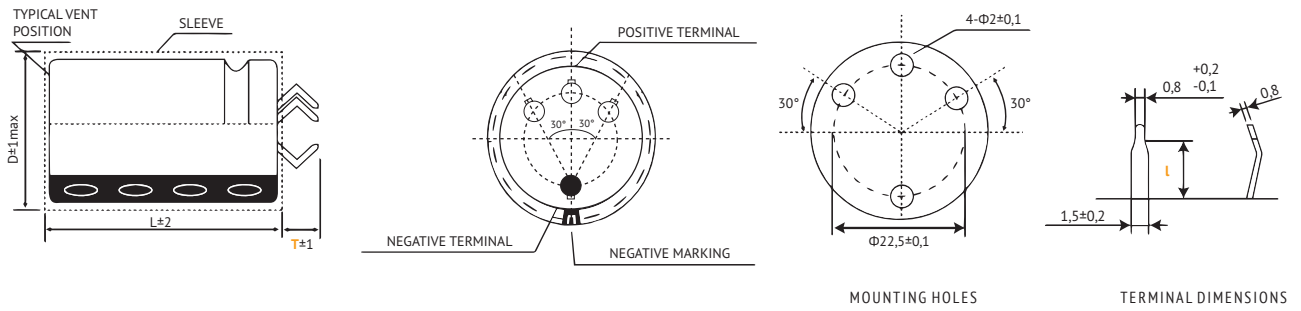 TYPICAL VENT
POSITION
SLEEVE
D±1max
L±2
T±1
POSITIVE TERMINAL
30° 30°
NEGATIVE TERMINAL
NEGATIVE MARKING
4-Φ2±0,1
30°
30°
Φ22,5±0,1
MOUNTING HOLES
+0,2
0,8 -0,1
0,8
l
1,5±0,2
TERMINAL DIMENSIONS